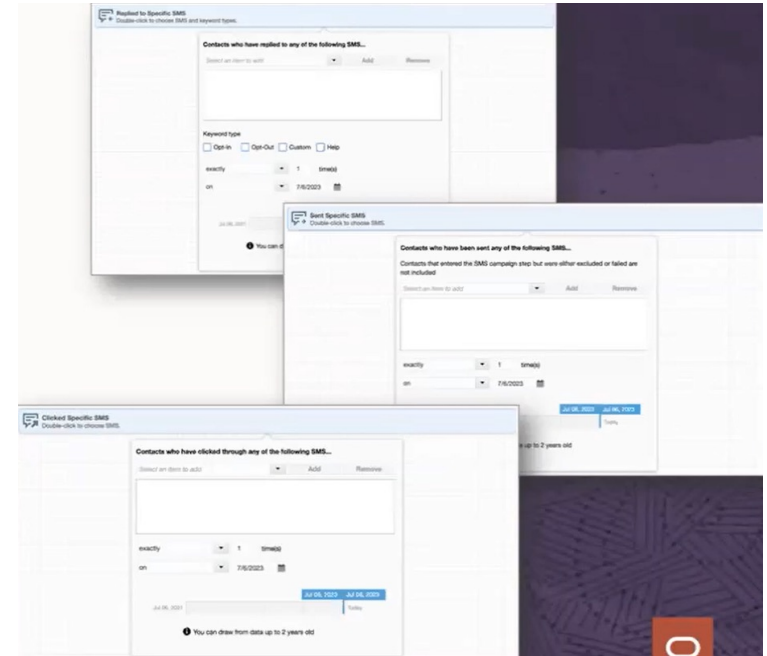 Replied to Specific SMS
Double-click to choose SMS and keyword types.
Contacts who have replied to any of the following SMS...
Select an item to add
Add
Remove
Keyword type
Opt-in
Opt-Out
Custom
Help
exactly
1
time(s)
on
7/6/2023
Jul 06, 2021
You can d
Sent Specific SMS
Double-click to choose SMS.
Contacts who have been sent any of the following SMS...
Contacts that entered the SMS campaign step but were either excluded or failed are
not included
Select an item to add
Add
Remove
exactly
1
time(s)
on
7/6/2023
Jul 06, 2023
Jul 06, 2023
Today
a up to 2 years old
Clicked Specific SMS
Double-click to choose SMS.
Contacts who have clicked through any of the following SMS...
Select an item to add
Add
Remove
exactly
1
time(s)
on
7/6/2023
Jul 06, 2023
Jul 06, 2023
Jul 06, 2021
Today
You can draw from data up to 2 years old